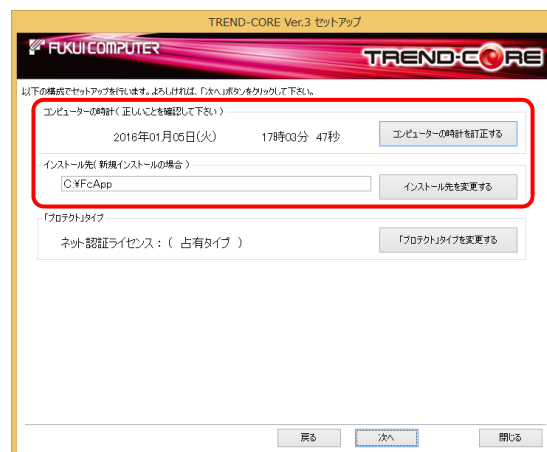 TREND-CORE Ver.3 セットアップ
FUKUI COMPUTER
TREND-CORE
以下の構成でセットアップを行います。よろしければ、「次へ」ボタンをクリックして下さい。
コンピューターの時計（ 正しいことを確認して下さい ）
2016年01月05日(火) 17時03分 47秒 コンピューターの時計を訂正する
インストール先（ 新規インストールの場合 ）
C:¥FcApp インストール先を変更する
「プロテクト」タイプ
ネット認証ライセンス：（ 占有タイプ ） 「プロテクト」タイプを変更する
戻る 次へ 閉じる